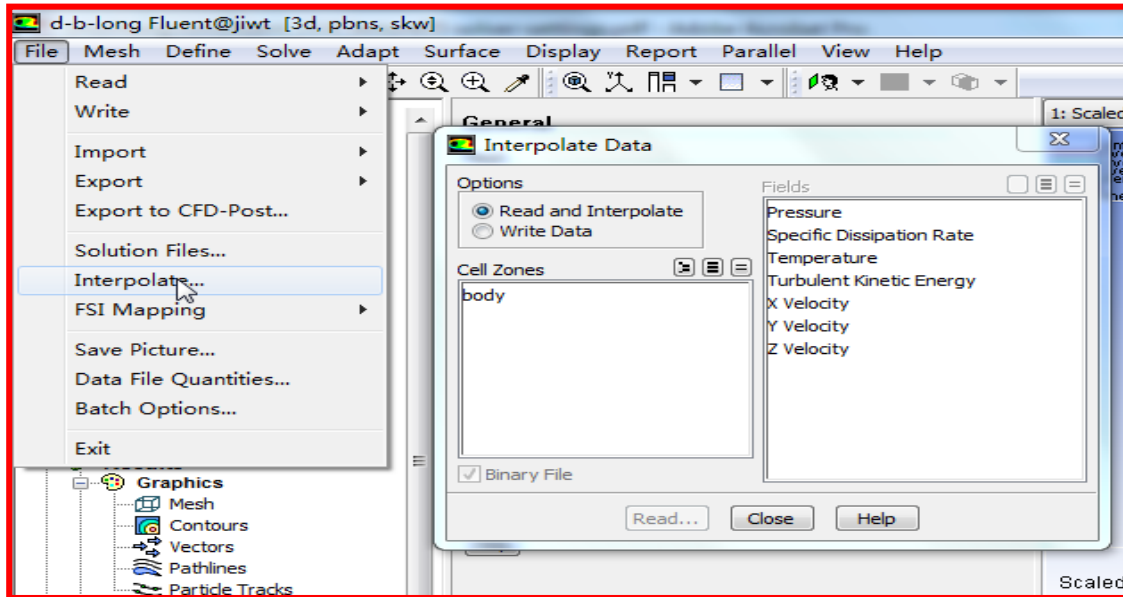 d-b-long Fluent@jiwt [3d, pbns, skw]
File Mesh Define Solve Adapt Surface Display Report Parallel View Help
Read
Write
Import
Export
Export to CFD-Post...
Solution Files...
Interpolate...
FSI Mapping
Save Picture...
Data File Quantities...
Batch Options...
Exit
Graphics
Mesh
Contours
Vectors
Pathlines
Particle Tracks
General
1: Scaled
Interpolate Data
Options
Read and Interpolate
Write Data
Cell Zones
body
Binary File
Fields
Pressure
Specific Dissipation Rate
Temperature
Turbulent Kinetic Energy
X Velocity
Y Velocity
Z Velocity
Read... Close Help
Scaled